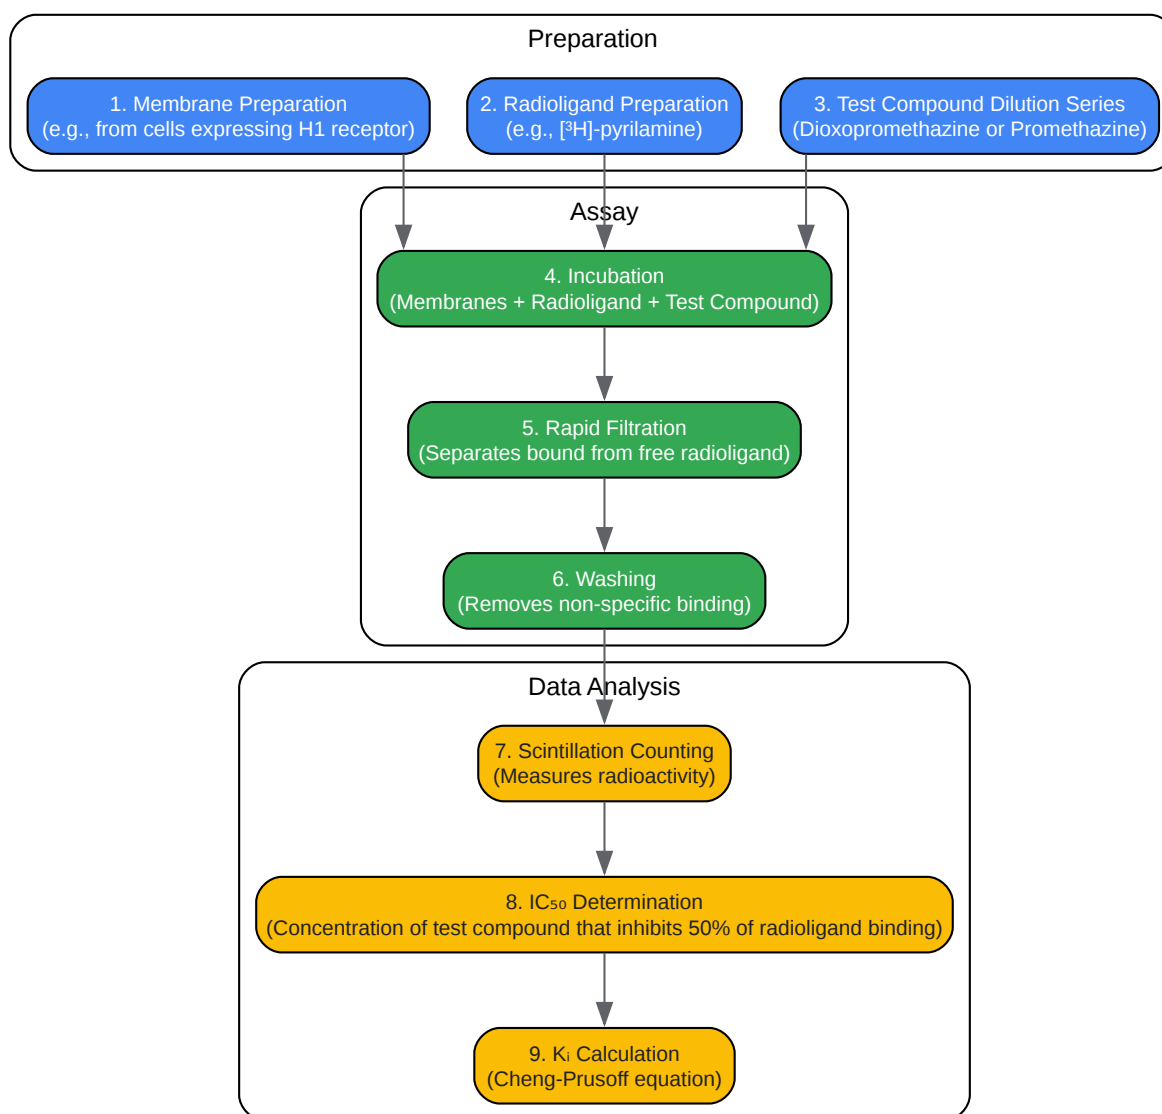 Preparation
1. Membrane Preparation
(e.g., from cells expressing H1 receptor)
2. Radioligand Preparation
(e.g., [³H]-pyrilamine)
3. Test Compound Dilution Series
(Dioxopromethazine or Promethazine)
Assay
4. Incubation
(Membranes + Radioligand + Test Compound)
5. Rapid Filtration
(Separates bound from free radioligand)
6. Washing
(Removes non-specific binding)
Data Analysis
7. Scintillation Counting
(Measures radioactivity)
8. IC₅₀ Determination
(Concentration of test compound that inhibits 50% of radioligand binding)
9. Kᵢ Calculation
(Cheng-Prusoff equation)